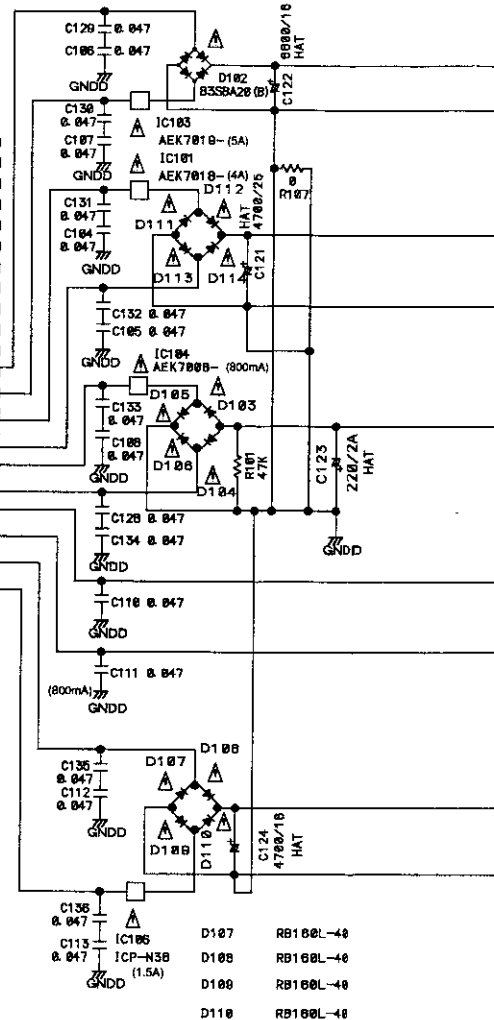 C129 0.047
C106 0.047
GNDD
D102
B3SBA20(B)
6800/16
HAT
C122
C130
0.047
C107
0.047
GNDD
IC103
AEK7019-(5A)
IC101
AEK7018-(4A)
0
R107
C131
0.047
C104
0.047
GNDD
D112
D111
D113
D114
HAT
4700/25
C121
C132 0.047
C105 0.047
GNDD
IC104
AEK7008- (800mA)
C133
0.047
C108
0.047
GNDD
D105
D103
D106
D104
R101
47K
C123
220/2A
HAT
GNDD
C128 0.047
C134 0.047
GNDD
C110 0.047
GNDD
C111 0.047
(800mA)
GNDD
C135
0.047
C112
0.047
GNDD
D107
D108
D109
D110
C124
4700/16
HAT
C136
0.047
C113
0.047
GNDD
IC106
ICP-N38
(1.5A)
D107 RB160L-40
D108 RB160L-40
D109 RB160L-40
D110 RB160L-40